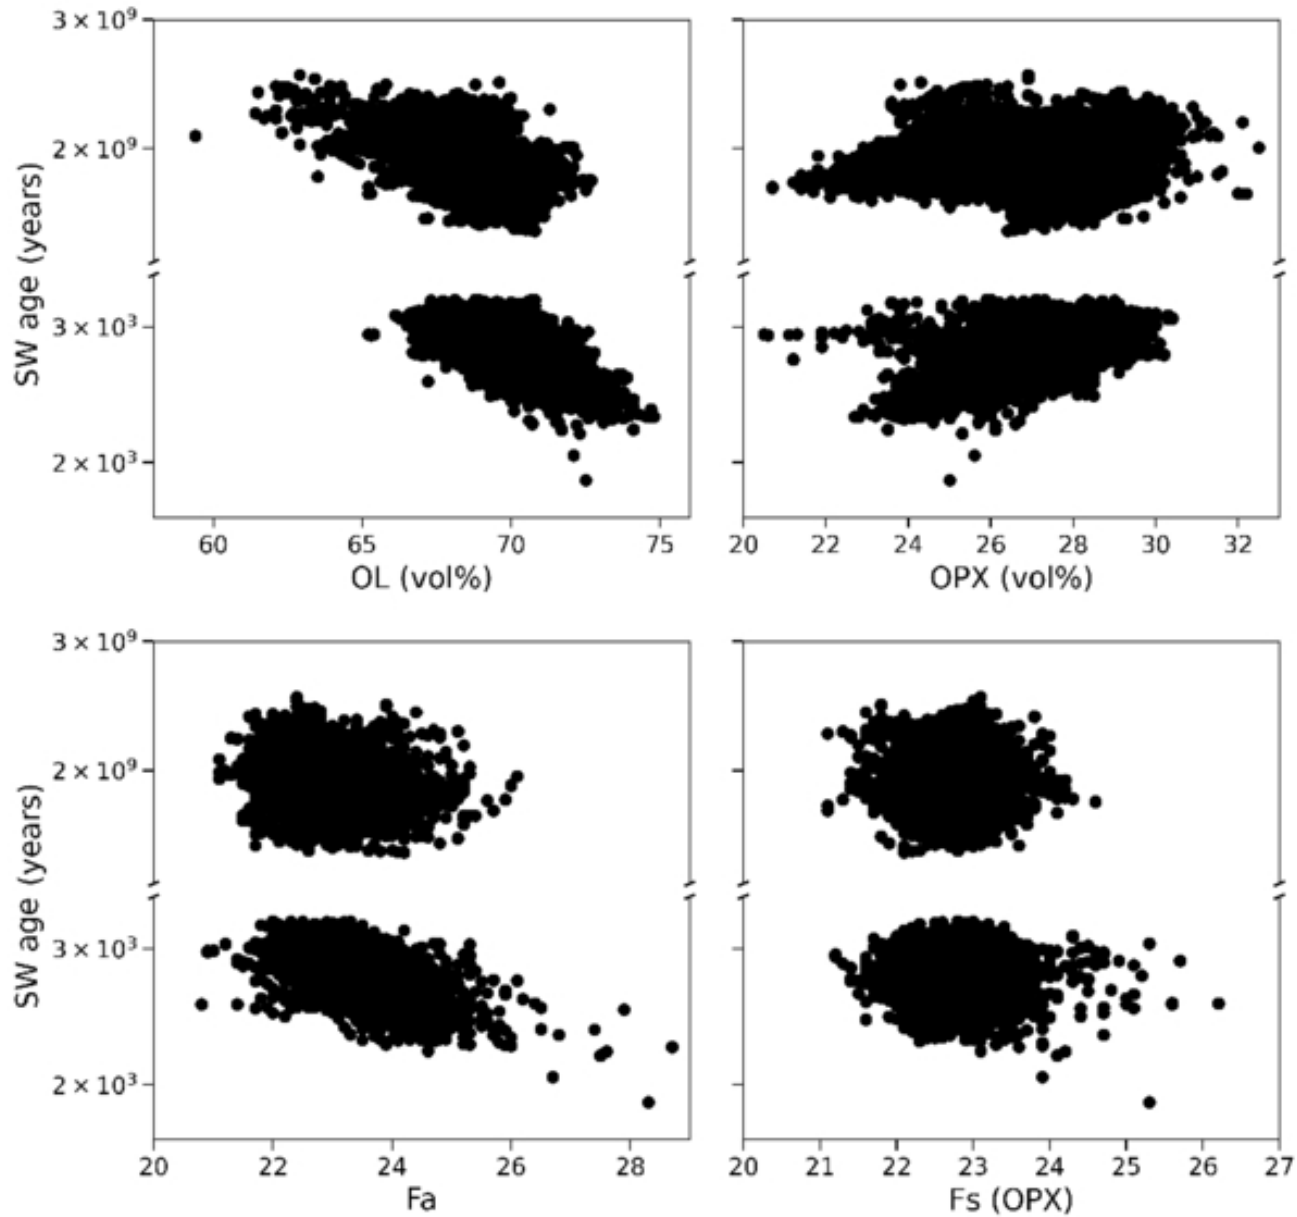 3 × 10⁹
2 × 10⁹
3 × 10³
2 × 10³
SW age (years)
60 65 70 75
OL (vol%)
20 22 24 26 28 30 32
OPX (vol%)
3 × 10⁹
2 × 10⁹
3 × 10³
2 × 10³
SW age (years)
20 22 24 26 28
Fa
20 21 22 23 24 25 26 27
Fs (OPX)